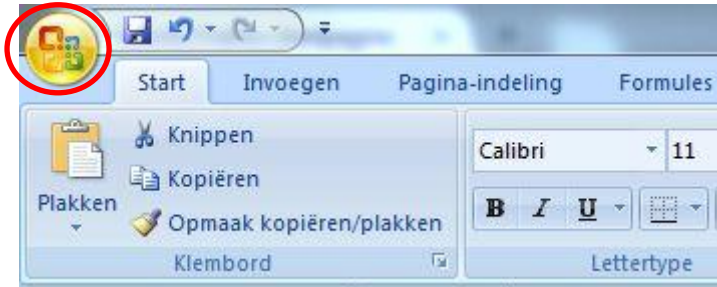 Start Invoegen Pagina-indeling Formules
Knippen
Calibri 11
Kopiëren
Plakken
B I U
Opmaak kopiëren/plakken
Klembord Lettertype